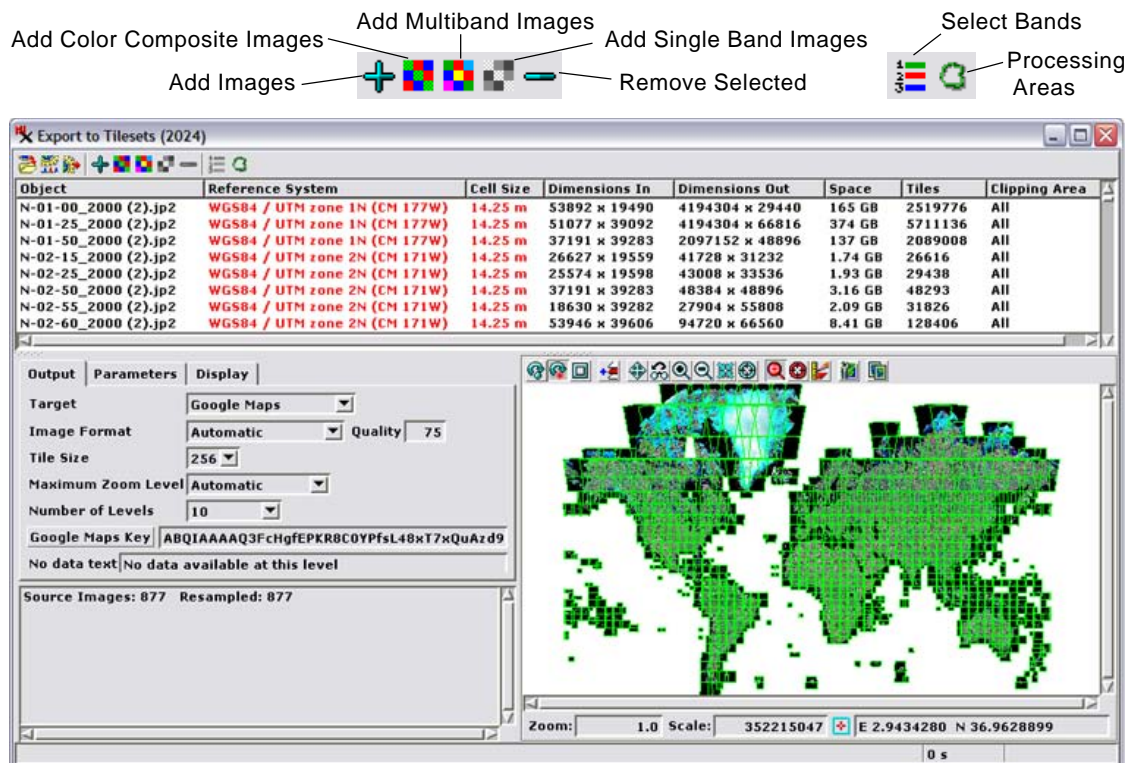 Add Multiband Images
Select Bands
Add Color Composite Images
Add Single Band Images
Processing Areas
Add Images
Remove Selected
1
2
3
Export to Tilesets (2024)
Object Reference System Cell Size Dimensions In Dimensions Out Space Tiles Clipping Area
N-01-00_2000 (2).jp2 WGS84 / UTM zone 1N (CM 177W) 14.25 m 53892 x 19490 4194304 x 29440 165 GB 2519776 All
N-01-25_2000 (2).jp2 WGS84 / UTM zone 1N (CM 177W) 14.25 m 51077 x 39092 4194304 x 66816 374 GB 5711136 All
N-01-50_2000 (2).jp2 WGS84 / UTM zone 1N (CM 177W) 14.25 m 37191 x 39283 2097152 x 48896 137 GB 2089008 All
N-02-15_2000 (2).jp2 WGS84 / UTM zone 2N (CM 171W) 14.25 m 26627 x 19559 41728 x 31232 1.74 GB 26616 All
N-02-25_2000 (2).jp2 WGS84 / UTM zone 2N (CM 171W) 14.25 m 25574 x 19598 43008 x 33536 1.93 GB 29438 All
N-02-50_2000 (2).jp2 WGS84 / UTM zone 2N (CM 171W) 14.25 m 37191 x 39283 48384 x 48896 3.16 GB 48293 All
N-02-55_2000 (2).jp2 WGS84 / UTM zone 2N (CM 171W) 14.25 m 18630 x 39282 27904 x 55808 2.09 GB 31826 All
N-02-60_2000 (2).jp2 WGS84 / UTM zone 2N (CM 171W) 14.25 m 53946 x 39606 94720 x 66560 8.41 GB 128406 All
Output Parameters Display
Target Google Maps
Image Format Automatic Quality 75
Tile Size 256
Maximum Zoom Level Automatic
Number of Levels 10
Google Maps Key ABQIAAAAQ3FcHgfEPKR8C0YPfsL48xT7xQuAzd9
No data text No data available at this level
Source Images: 877 Resampled: 877
Zoom: 1.0 Scale: 352215047 E 2.9434280 N 36.9628899
0 s